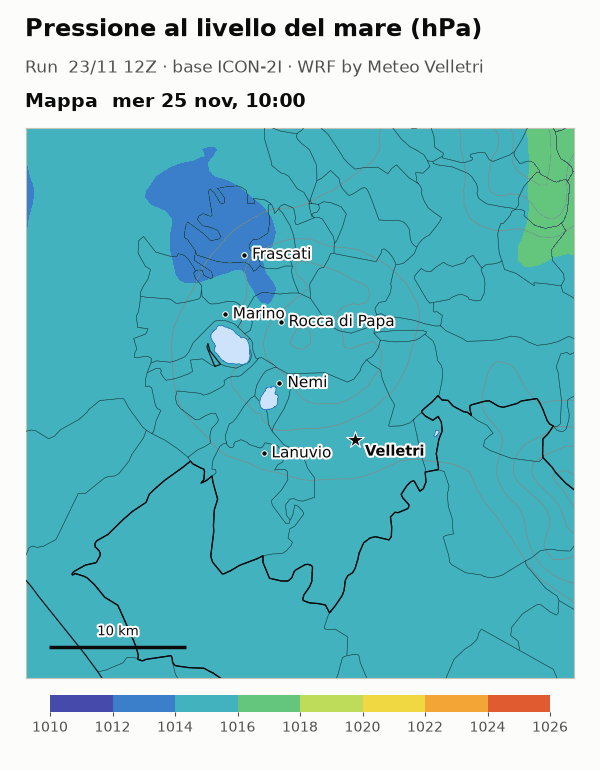 Pressione al livello del mare (hPa)
Run  23/11 12Z · base ICON-2I · WRF by Meteo Velletri
Mappa  mer 25 nov, 10:00
Frascati
Marino
Rocca di Papa
Nemi
Velletri
Lanuvio
10 km
1010 1012 1014 1016 1018 1020 1022 1024 1026